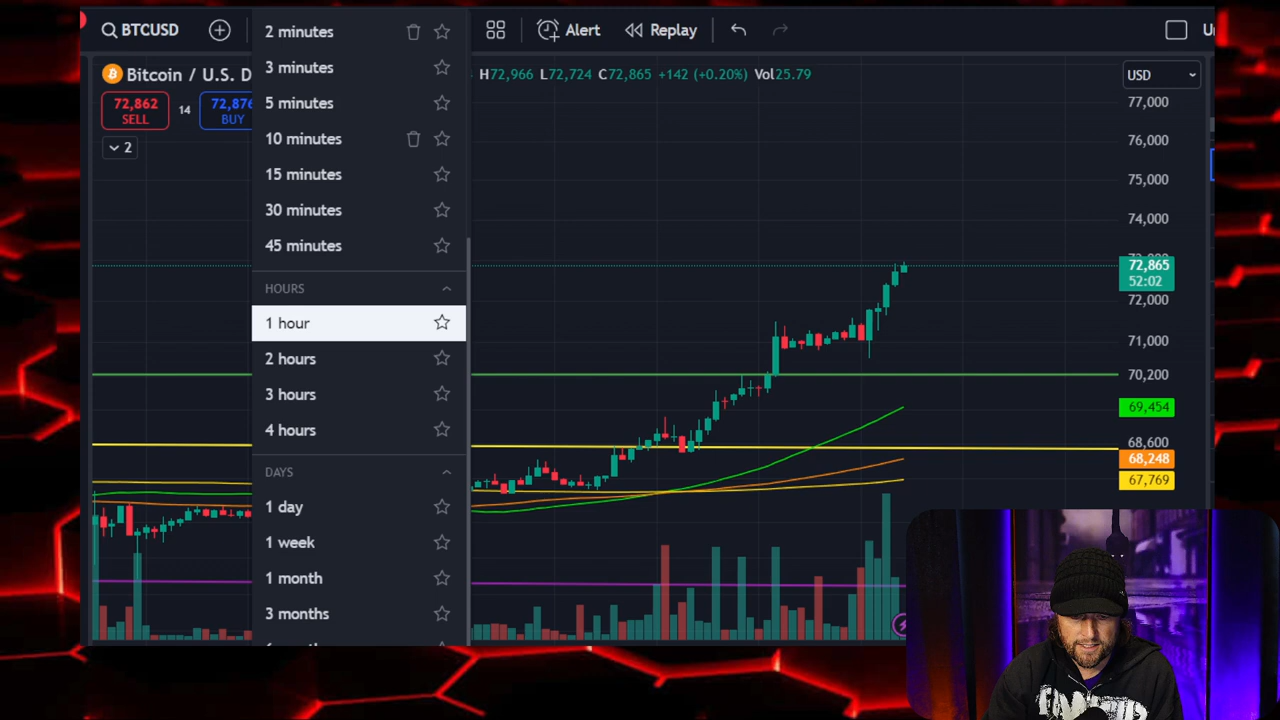 BTCUSD
Alert
Replay
Bitcoin / U.S. D
H72,966 L72,724 C72,865 +142 (+0.20%) Vol25.79
72,862
SELL
14
72,876
BUY
2
2 minutes
3 minutes
5 minutes
10 minutes
15 minutes
30 minutes
45 minutes
HOURS
1 hour
2 hours
3 hours
4 hours
DAYS
1 day
1 week
1 month
3 months
USD
77,000
76,000
75,000
74,000
72,865
52:02
72,000
71,000
70,200
69,454
68,600
68,248
67,769